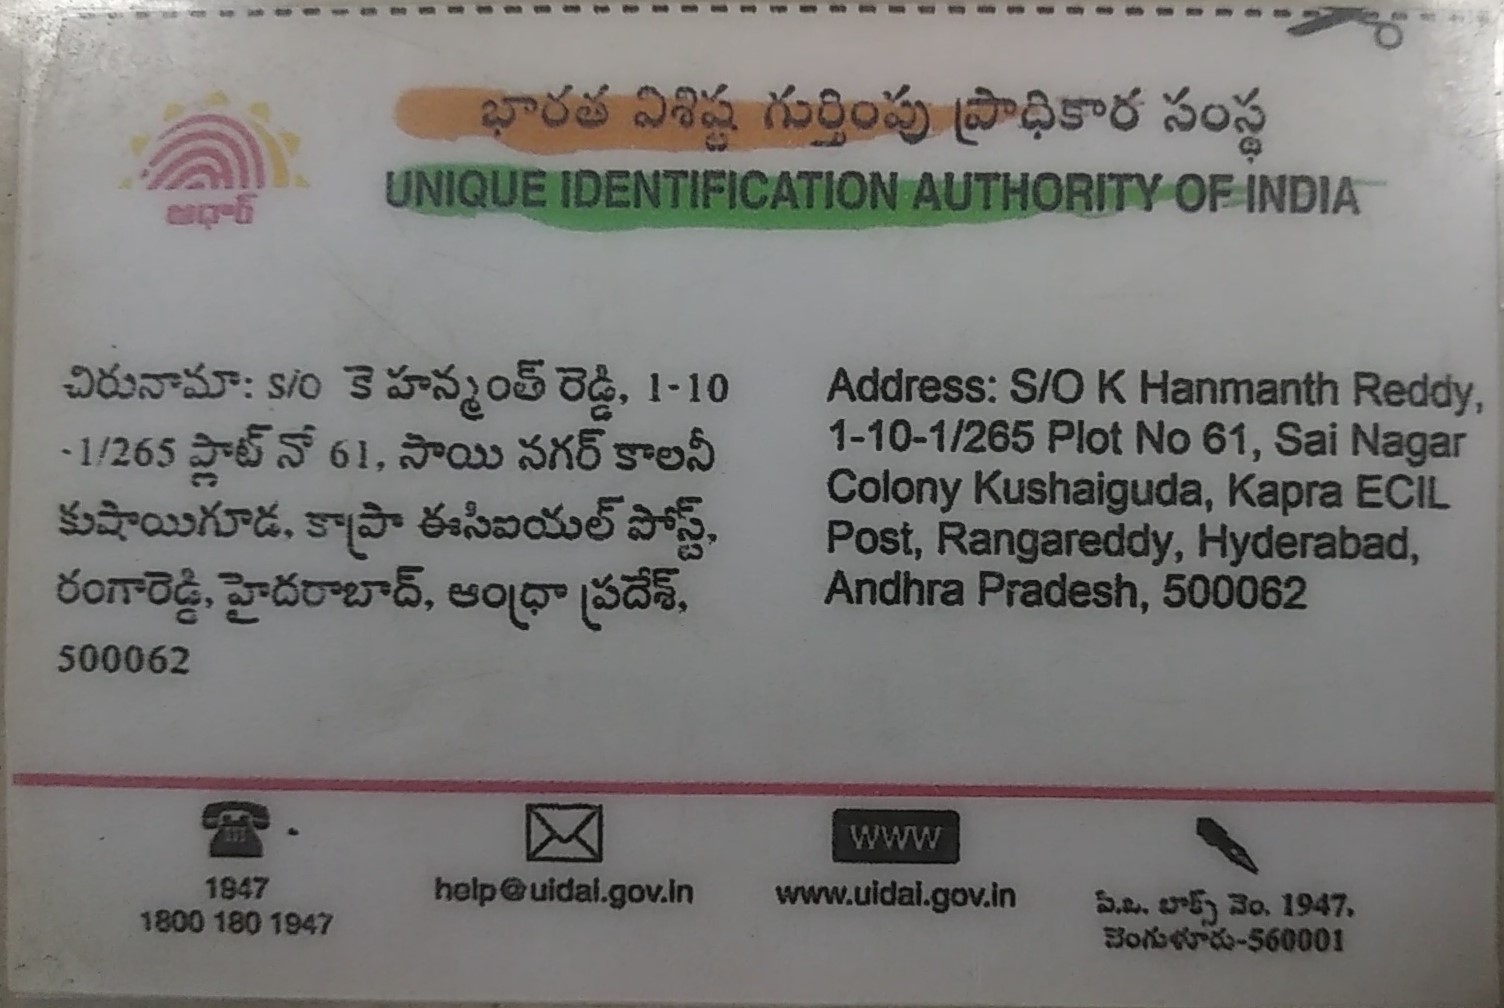 భారత విశిష్ట గుర్తింపు ప్రాధికార సంస్థ
UNIQUE IDENTIFICATION AUTHORITY OF INDIA
ఆధార్
చిరునామా: S/O కె హన్మంత్ రెడ్డి, 1-10
-1/265 ప్లాట్ నో 61, సాయి నగర్ కాలనీ
కుషాయిగూడ, కాప్రా ఈసిఐయల్ పోస్ట్,
రంగారెడ్డి, హైదరాబాద్, ఆంధ్రా ప్రదేశ్,
500062
Address: S/O K Hanmanth Reddy,
1-10-1/265 Plot No 61, Sai Nagar
Colony Kushaiguda, Kapra ECIL
Post, Rangareddy, Hyderabad,
Andhra Pradesh, 500062
1947
1800 180 1947
help@uidai.gov.in
WWW
www.uidai.gov.in
పి.ఒ. బాక్స్ నెం. 1947,
బెంగుళూరు-560001